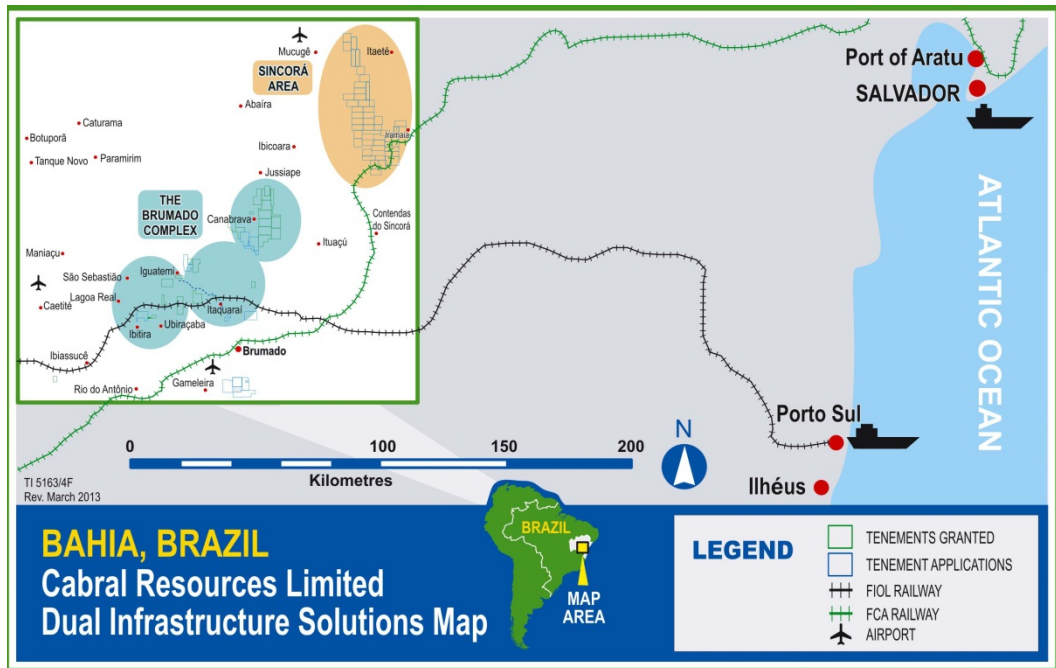 Mucugê
Itaeté
SINCORÁ
AREA
Abaíra
Caturama
Botuporã
Iramaia
Tanque Novo
Paramirim
Ibicoara
Jussiape
THE
BRUMADO
COMPLEX
Canabrava
Contendas
do Sincorá
Ituaçú
Maniaçu
Iguatemi
São Sebastião
Lagoa Real
Caetité
Itaquarai
Ubiraçaba
Ibitira
Brumado
Ibiassucê
Rio do Antônio
Gameleira
Port of Aratu
SALVADOR
ATLANTIC OCEAN
Porto Sul
Ilhéus
N
0
100
150
200
Kilometres
TI 5163/4F
Rev. March 2013
BAHIA, BRAZIL
Cabral Resources Limited
Dual Infrastructure Solutions Map
BRAZIL
MAP
AREA
LEGEND
TENEMENTS GRANTED
TENEMENT APPLICATIONS
FIOL RAILWAY
FCA RAILWAY
AIRPORT